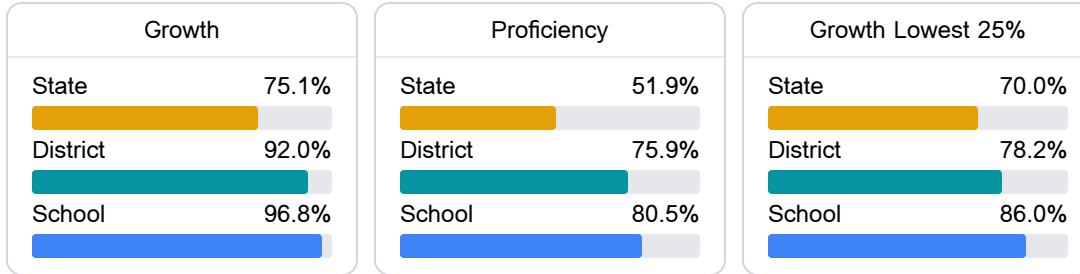 Growth
State 75.1%
District 92.0%
School 96.8%
Proficiency
State 51.9%
District 75.9%
School 80.5%
Growth Lowest 25%
State 70.0%
District 78.2%
School 86.0%